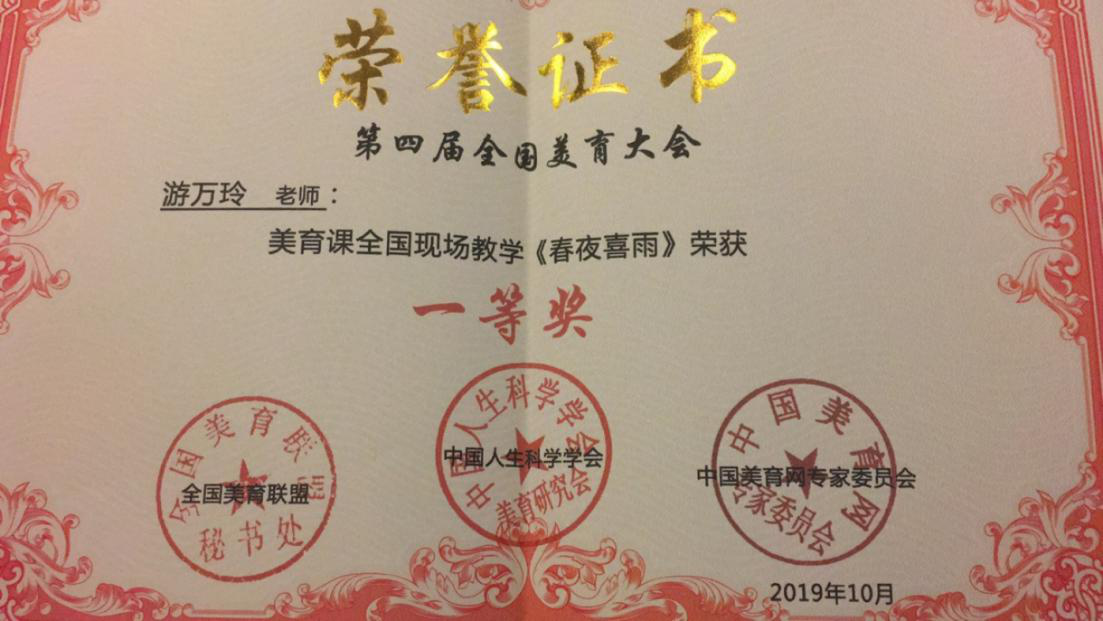 荣誉证书
第四届全国美育大会
游万玲 老师：
美育课全国现场教学《春夜喜雨》荣获
一等奖
全国美育联盟
秘书处
全国美育联盟
中国人生科学学会
美育研究会
中国人生科学学会
中国美育网
专家委员会
中国美育网专家委员会
2019年10月